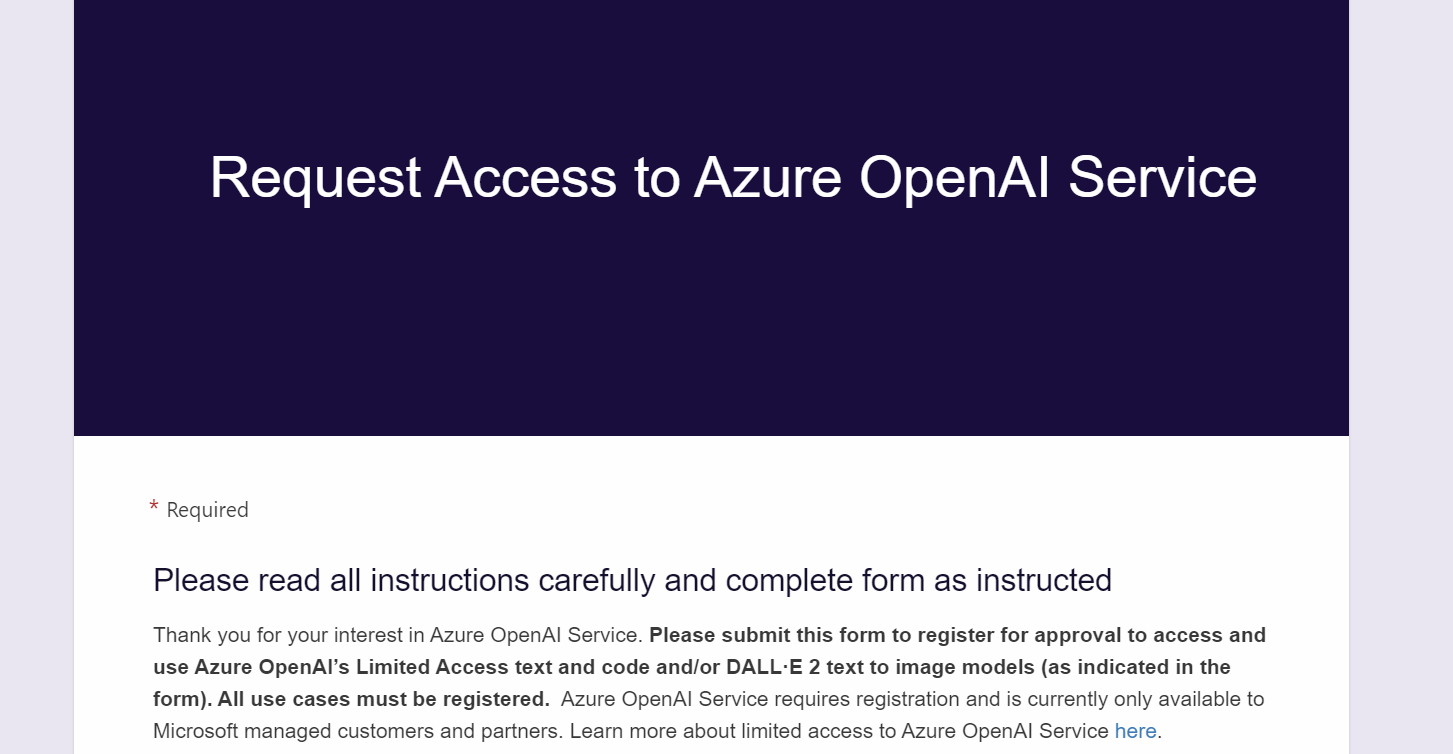 Request Access to Azure OpenAI Service
* Required
Please read all instructions carefully and complete form as instructed
Thank you for your interest in Azure OpenAI Service. Please submit this form to register for approval to access and
use Azure OpenAI’s Limited Access text and code and/or DALL·E 2 text to image models (as indicated in the
form). All use cases must be registered.  Azure OpenAI Service requires registration and is currently only available to
Microsoft managed customers and partners. Learn more about limited access to Azure OpenAI Service here.